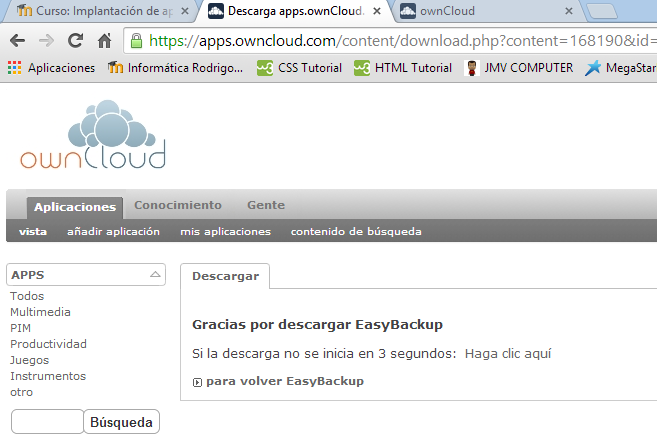 Curso: Implantación de ap
Descarga apps.ownCloud.
ownCloud
https://apps.owncloud.com/content/download.php?content=168190&id=
Aplicaciones
Informática Rodrigo...
CSS Tutorial
HTML Tutorial
JMV COMPUTER
MegaStar
ownCloud
Aplicaciones Conocimiento Gente
vista añadir aplicación mis aplicaciones contenido de búsqueda
APPS
Todos
Multimedia
PIM
Productividad
Juegos
Instrumentos
otro
Búsqueda
Descargar
Gracias por descargar EasyBackup
Si la descarga no se inicia en 3 segundos: Haga clic aquí
para volver EasyBackup